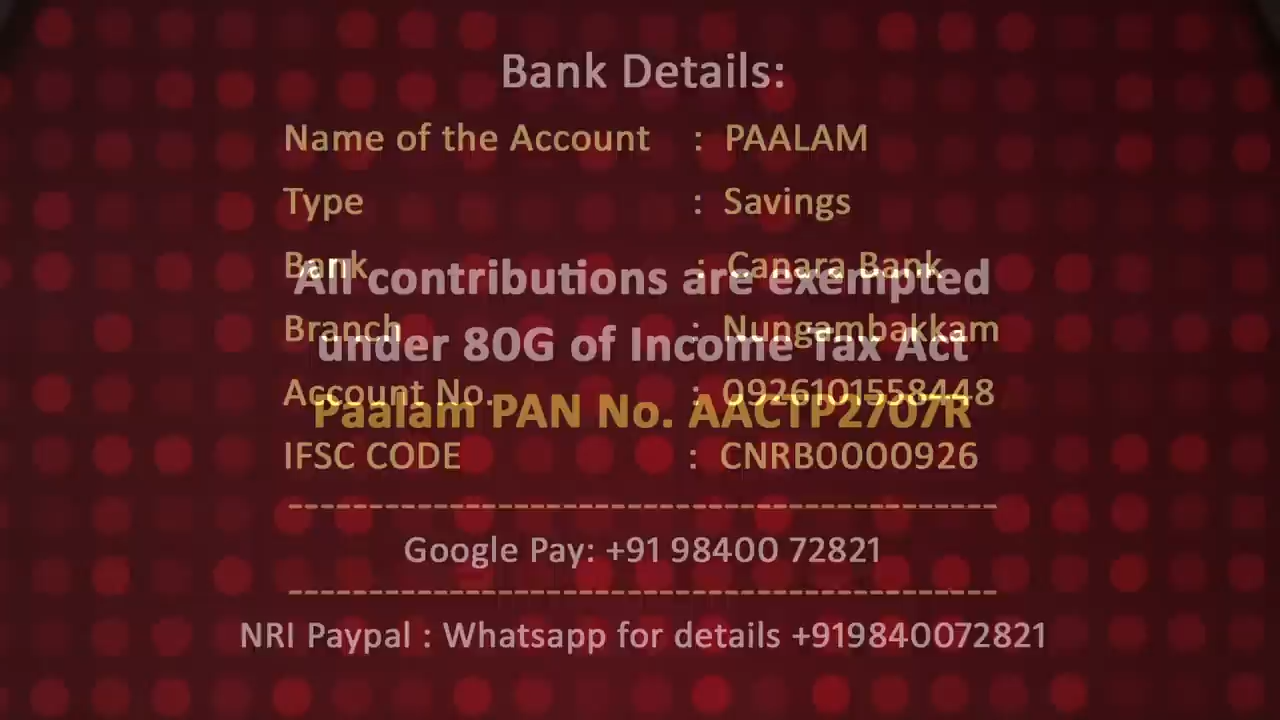 Bank Details:
Name of the Account : PAALAM
Type : Savings
Bank : Canara Bank
All contributions are exempted
Branch : Nungambakkam
under 80G of Income Tax Act
Account No. : 0926101558448
Paalam PAN No. AACTP2707R
IFSC CODE : CNRB0000926
------------------------------------------
Google Pay: +91 98400 72821
------------------------------------------
NRI Paypal : Whatsapp for details +919840072821